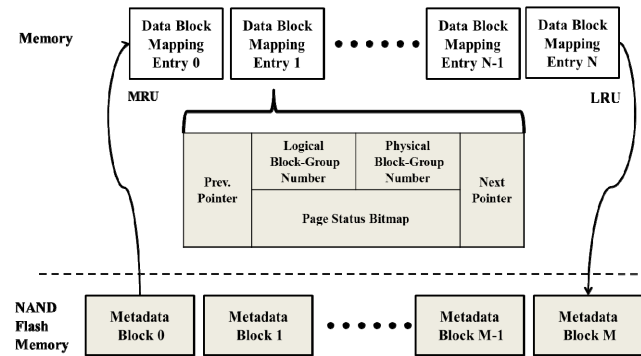 Memory
Data Block Mapping Entry 0
Data Block Mapping Entry 1
Data Block Mapping Entry N-1
Data Block Mapping Entry N
MRU
LRU
Prev. Pointer
Logical Block-Group Number
Physical Block-Group Number
Next Pointer
Page Status Bitmap
NAND Flash Memory
Metadata Block 0
Metadata Block 1
Metadata Block M-1
Metadata Block M